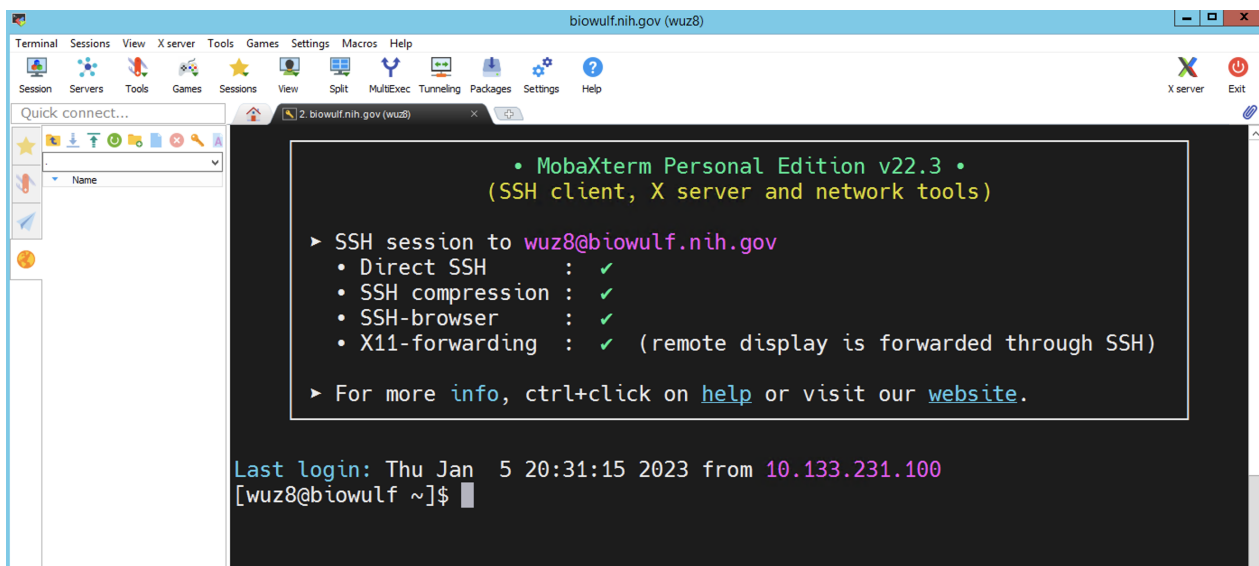 biowulf.nih.gov (wuz8)
Terminal Sessions View X server Tools Games Settings Macros Help
Session Servers Tools Games Sessions View Split MultiExec Tunneling Packages Settings Help X server Exit
Quick connect...
2. biowulf.nih.gov (wuz8)
.
Name
• MobaXterm Personal Edition v22.3 •
(SSH client, X server and network tools)
➤ SSH session to wuz8@biowulf.nih.gov
• Direct SSH : ✔
• SSH compression : ✔
• SSH-browser : ✔
• X11-forwarding : ✔ (remote display is forwarded through SSH)
➤ For more info, ctrl+click on help or visit our website.
Last login: Thu Jan 5 20:31:15 2023 from 10.133.231.100
[wuz8@biowulf ~]$